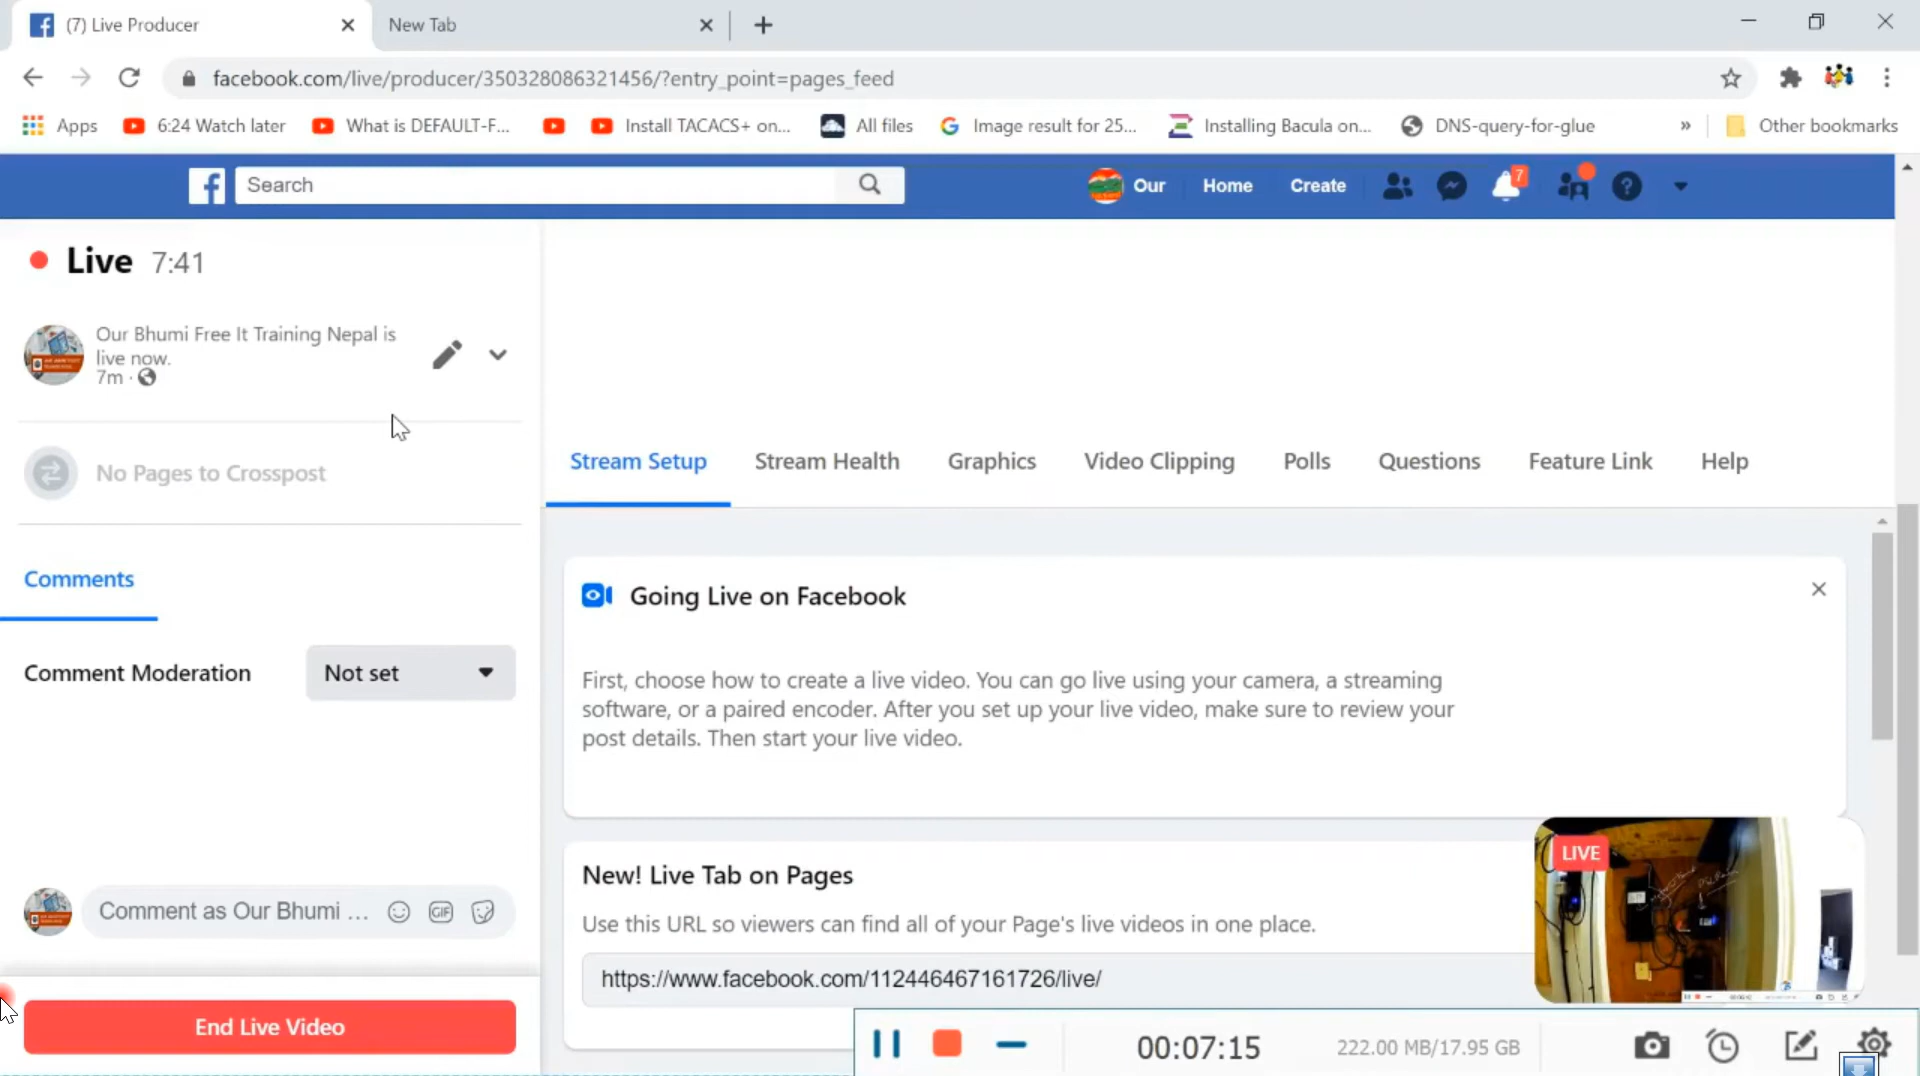 (7) Live Producer
New Tab
facebook.com/live/producer/350328086321456/?entry_point=pages_feed
Apps
6:24 Watch later
What is DEFAULT-F...
Install TACACS+ on...
All files
Image result for 25...
Installing Bacula on...
DNS-query-for-glue
»
Other bookmarks
Search
Our
Home
Create
7
Live 7:41
Our Bhumi Free It Training Nepal is
live now.
7m ·
No Pages to Crosspost
Comments
Comment Moderation
Not set
Comment as Our Bhumi ...
GIF
End Live Video
Stream Setup
Stream Health
Graphics
Video Clipping
Polls
Questions
Feature Link
Help
Going Live on Facebook
First, choose how to create a live video. You can go live using your camera, a streaming
software, or a paired encoder. After you set up your live video, make sure to review your
post details. Then start your live video.
New! Live Tab on Pages
Use this URL so viewers can find all of your Page's live videos in one place.
https://www.facebook.com/112446467161726/live/
LIVE
00:07:15
222.00 MB/17.95 GB